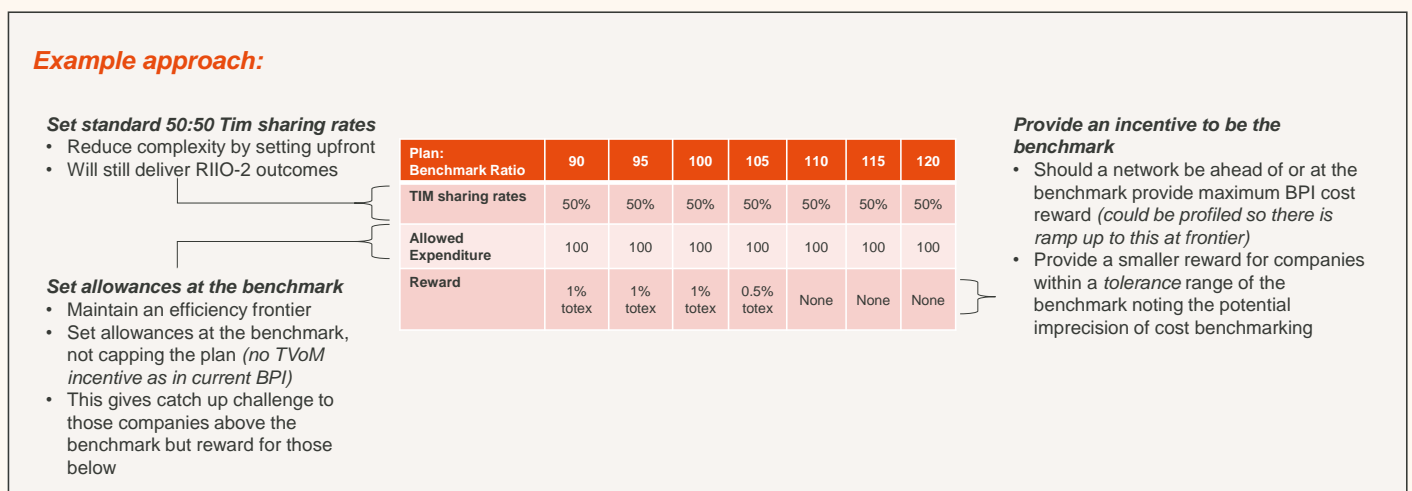 Example approach:
Set standard 50:50 Tim sharing rates
• Reduce complexity by setting upfront
• Will still deliver RIIO-2 outcomes
Set allowances at the benchmark
• Maintain an efficiency frontier
• Set allowances at the benchmark,
not capping the plan (no TVoM
incentive as in current BPI)
• This gives catch up challenge to
those companies above the
benchmark but reward for those
below
Plan:
Benchmark Ratio 90 95 100 105 110 115 120
TIM sharing rates 50% 50% 50% 50% 50% 50% 50%
Allowed
Expenditure 100 100 100 100 100 100 100
Reward 1% totex 1% totex 1% totex 0.5% totex None None None
Provide an incentive to be the
benchmark
• Should a network be ahead of or at the
benchmark provide maximum BPI cost
reward (could be profiled so there is
ramp up to this at frontier)
• Provide a smaller reward for companies
within a tolerance range of the
benchmark noting the potential
imprecision of cost benchmarking